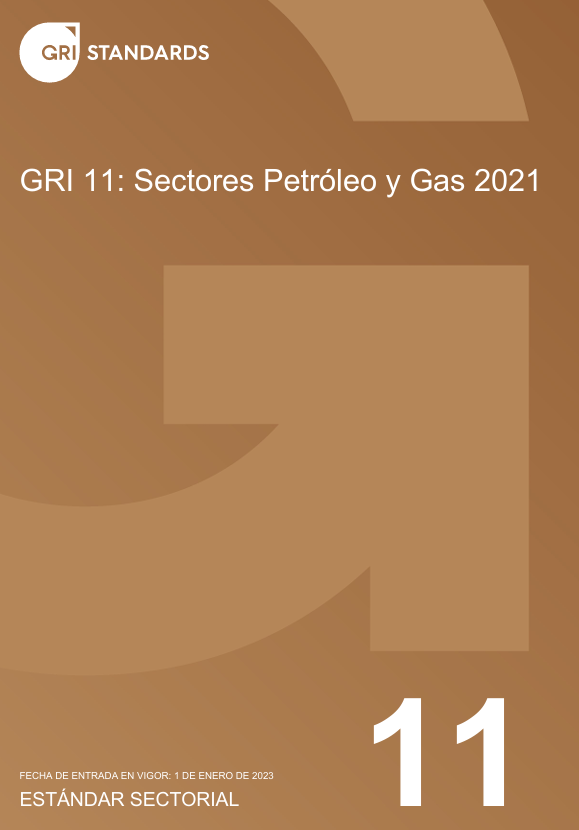 GRI STANDARDS
GRI 11: Sectores Petróleo y Gas 2021
11
FECHA DE ENTRADA EN VIGOR: 1 DE ENERO DE 2023
ESTÁNDAR SECTORIAL